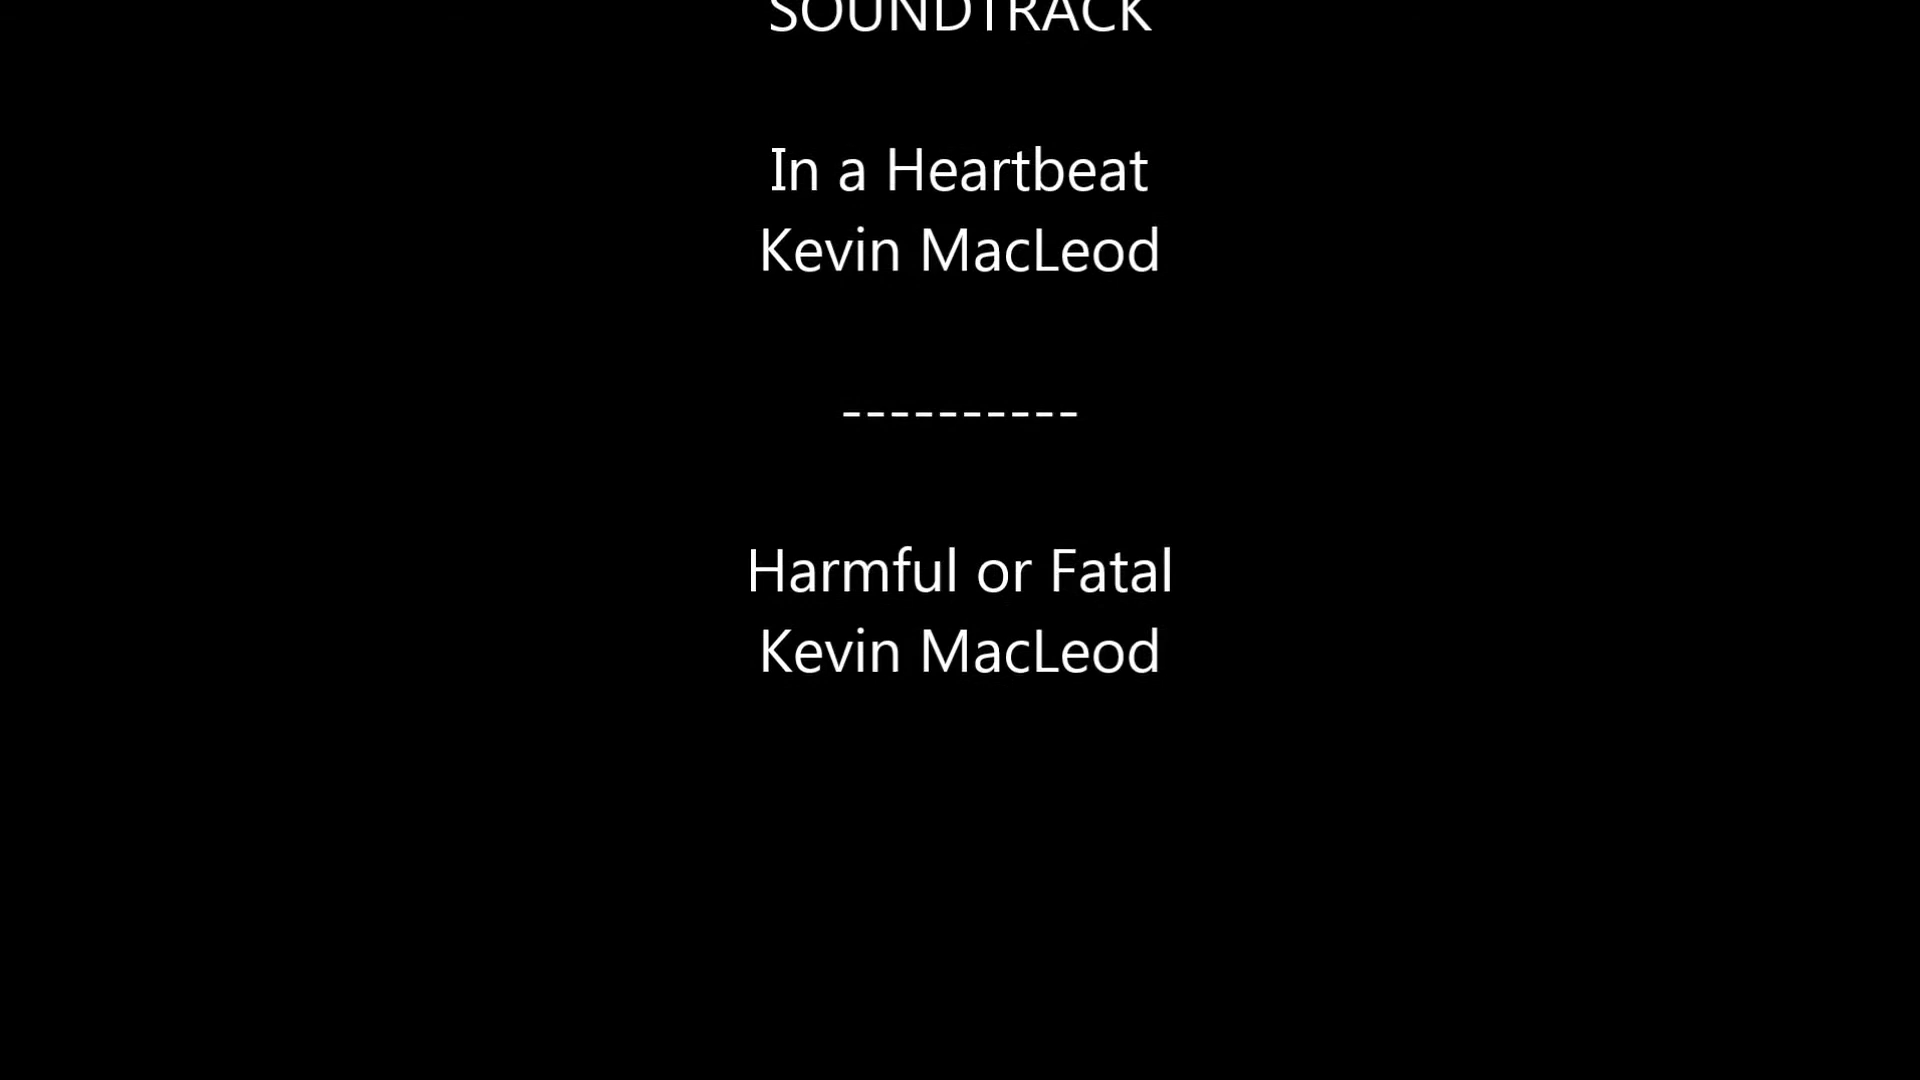 SOUNDTRACK
In a Heartbeat
Kevin MacLeod
----------
Harmful or Fatal
Kevin MacLeod